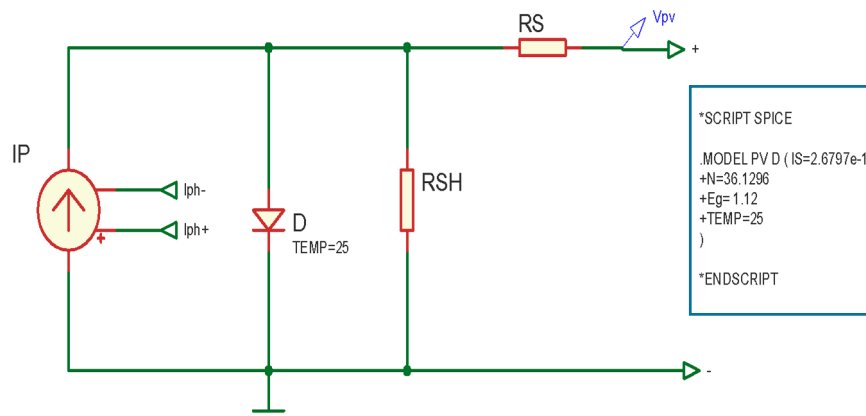 RS
Vpv
+
*SCRIPT SPICE
.MODEL PV D ( IS=2.6797e-1
+N=36.1296
+Eg= 1.12
+TEMP=25
)
*ENDSCRIPT
IP
Iph-
Iph+
+
D
TEMP=25
RSH
-